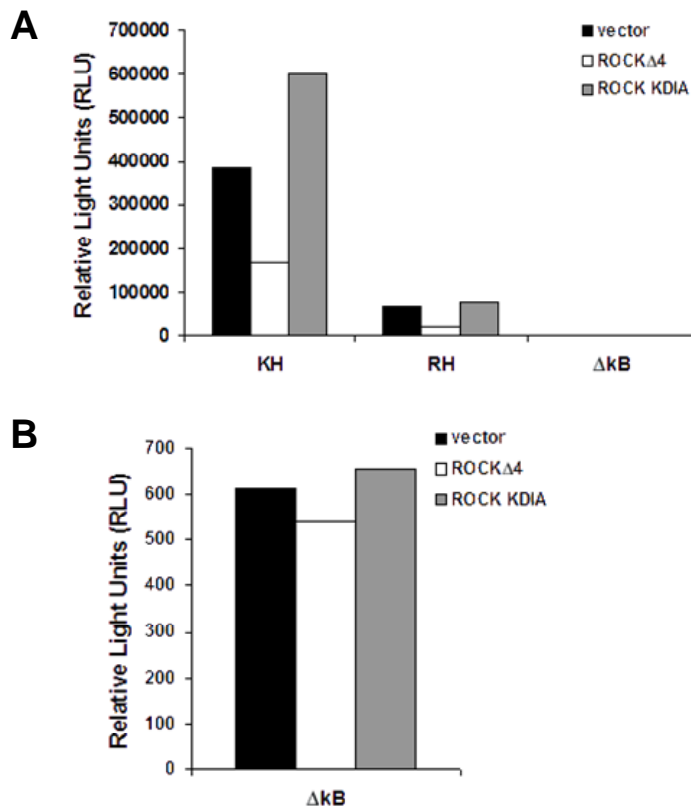 A
Relative Light Units (RLU)
700000
600000
500000
400000
300000
200000
100000
0
KH
RH
ΔkB
vector
ROCKΔ4
ROCK KDIA
B
Relative Light Units (RLU)
700
600
500
400
300
200
100
0
ΔkB
vector
ROCKΔ4
ROCK KDIA